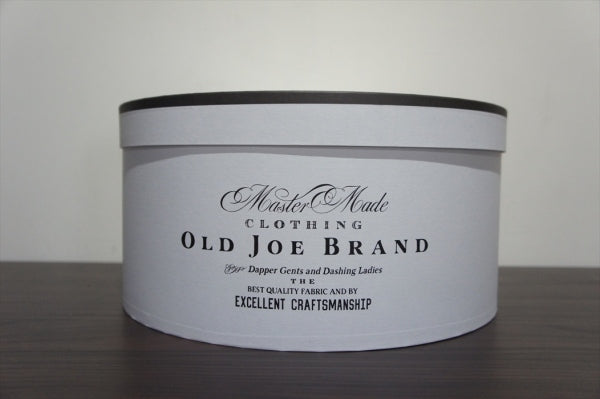 Master Made
CLOTHING
OLD JOE BRAND
For Dapper Gents and Dashing Ladies
THE
BEST QUALITY FABRIC AND BY
EXCELLENT CRAFTSMANSHIP